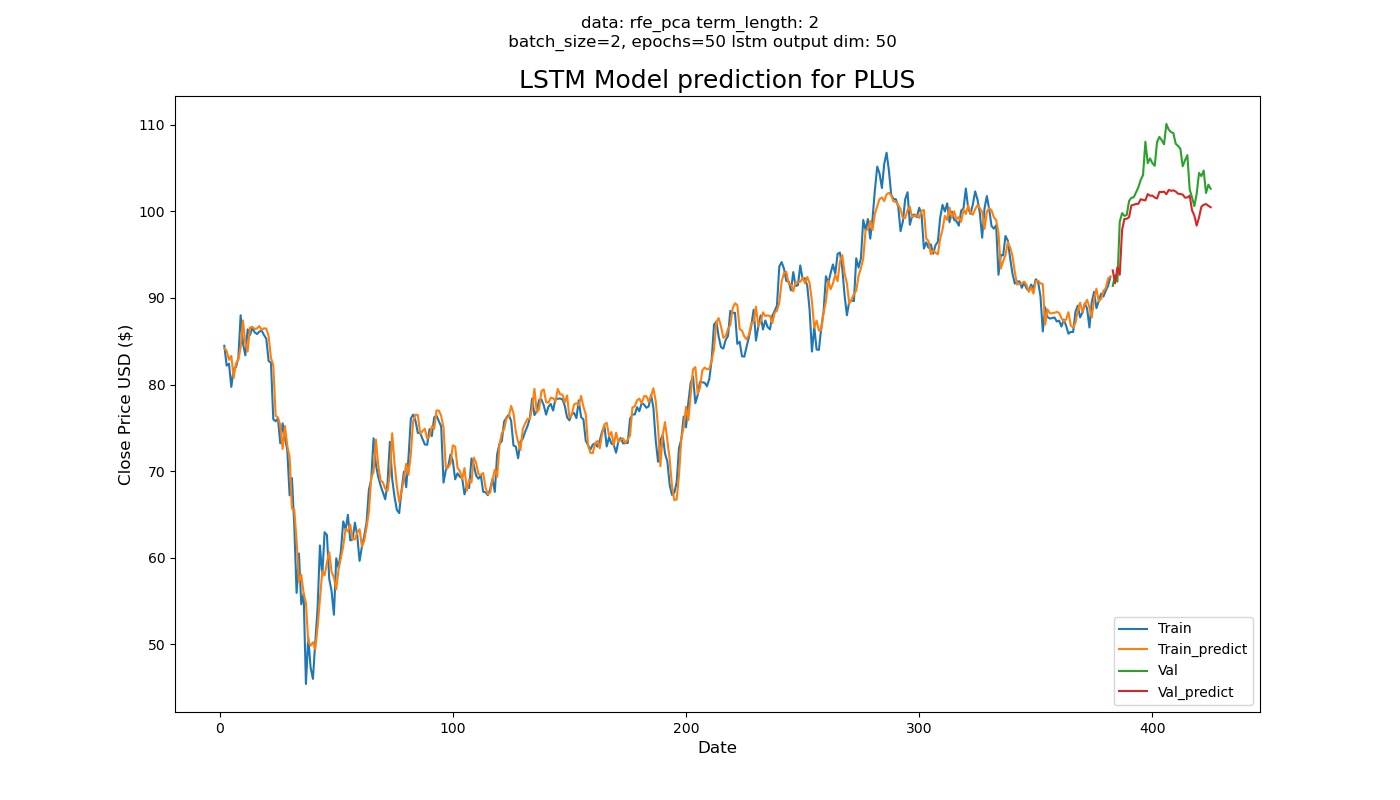 data: rfe_pca term_length: 2
batch_size=2, epochs=50 lstm output dim: 50
LSTM Model prediction for PLUS
Close Price USD ($)
110
100
90
80
70
60
50
Train
Train_predict
Val
Val_predict
0 100 200 300 400
Date